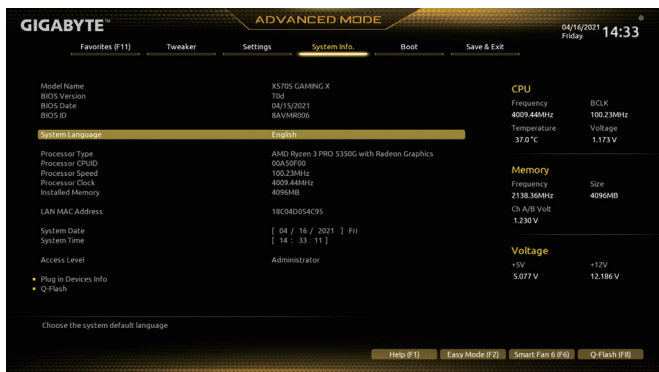 GIGABYTE™
ADVANCED MODE
04/16/2021 14:33
Friday
Favorites (F11) Tweaker Settings System Info. Boot Save & Exit
Model Name X570S GAMING X
BIOS Version T0d
BIOS Date 04/15/2021
BIOS ID 8AVMR006
System Language English
Processor Type AMD Ryzen 3 PRO 5350G with Radeon Graphics
Processor CPUID 00A50F00
Processor Speed 100.23MHz
Processor Clock 4009.44MHz
Installed Memory 4096MB
LAN MAC Address 18C04D054C95
System Date [ 04 / 16 / 2021 ] Fri
System Time [ 14 : 33 : 11 ]
Access Level Administrator
Plug in Devices Info
Q-Flash
Choose the system default language
CPU
Frequency BCLK
4009.44MHz 100.23MHz
Temperature Voltage
37.0 °C 1.173 V
Memory
Frequency Size
2138.36MHz 4096MB
Ch A/B Volt
1.230 V
Voltage
+5V +12V
5.077 V 12.186 V
Help (F1) Easy Mode (F2) Smart Fan 6 (F6) Q-Flash (F8)